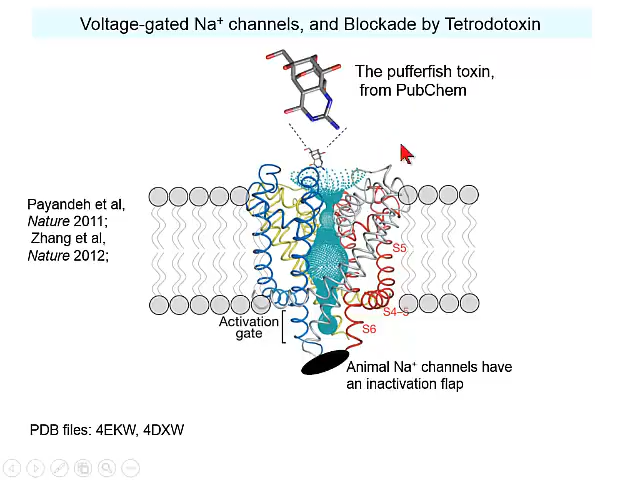 Voltage-gated Na⁺ channels, and Blockade by Tetrodotoxin
The pufferfish toxin,
from PubChem
Payandeh et al,
Nature 2011;
Zhang et al,
Nature 2012;
S5
S4–5
S6
Activation
gate
Animal Na⁺ channels have
an inactivation flap
PDB files: 4EKW, 4DXW